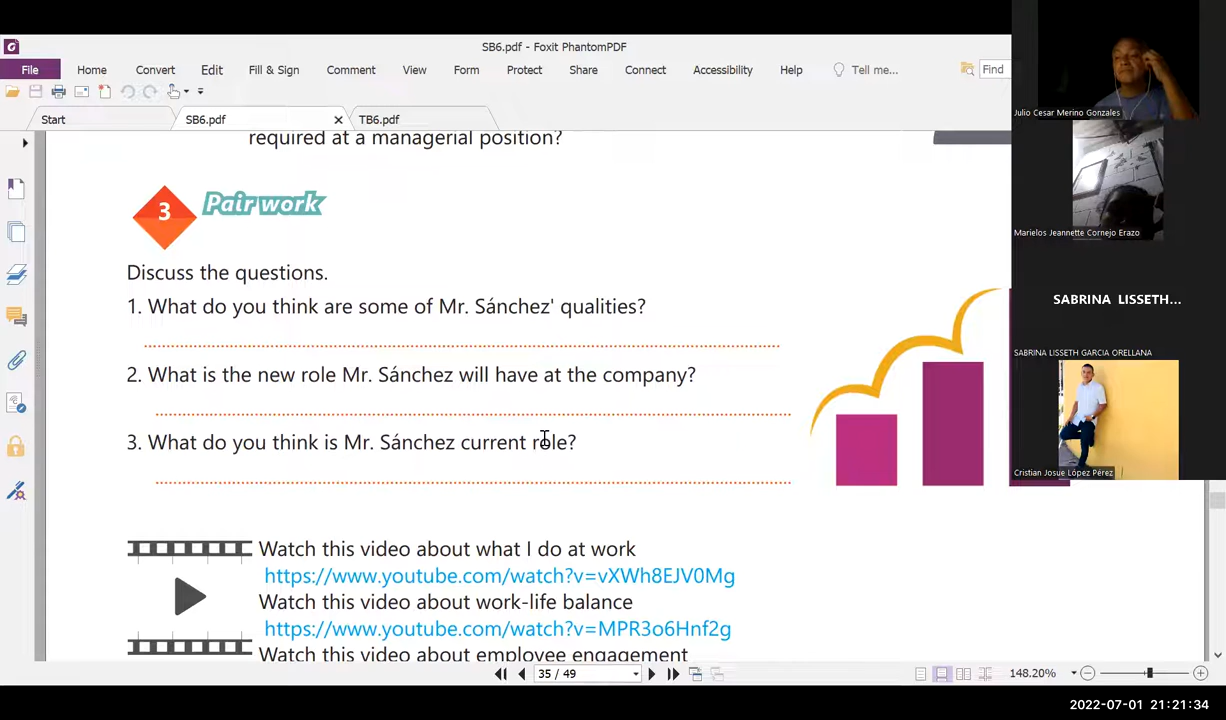 SB6.pdf - Foxit PhantomPDF
File Home Convert Edit Fill & Sign Comment View Form Protect Share Connect Accessibility Help Tell me... Find
Start SB6.pdf TB6.pdf
required at a managerial position?
3 Pair work
Discuss the questions.
1. What do you think are some of Mr. Sánchez' qualities?
2. What is the new role Mr. Sánchez will have at the company?
3. What do you think is Mr. Sánchez current role?
Watch this video about what I do at work
https://www.youtube.com/watch?v=vXWh8EJV0Mg
Watch this video about work-life balance
https://www.youtube.com/watch?v=MPR3o6Hnf2g
Watch this video about employee engagement
35 / 49
148.20%
Julio Cesar Merino Gonzales
Marielos Jeannette Cornejo Erazo
SABRINA LISSETH...
SABRINA LISSETH GARCIA ORELLANA
Cristian Josue López Pérez
2022-07-01 21:21:34